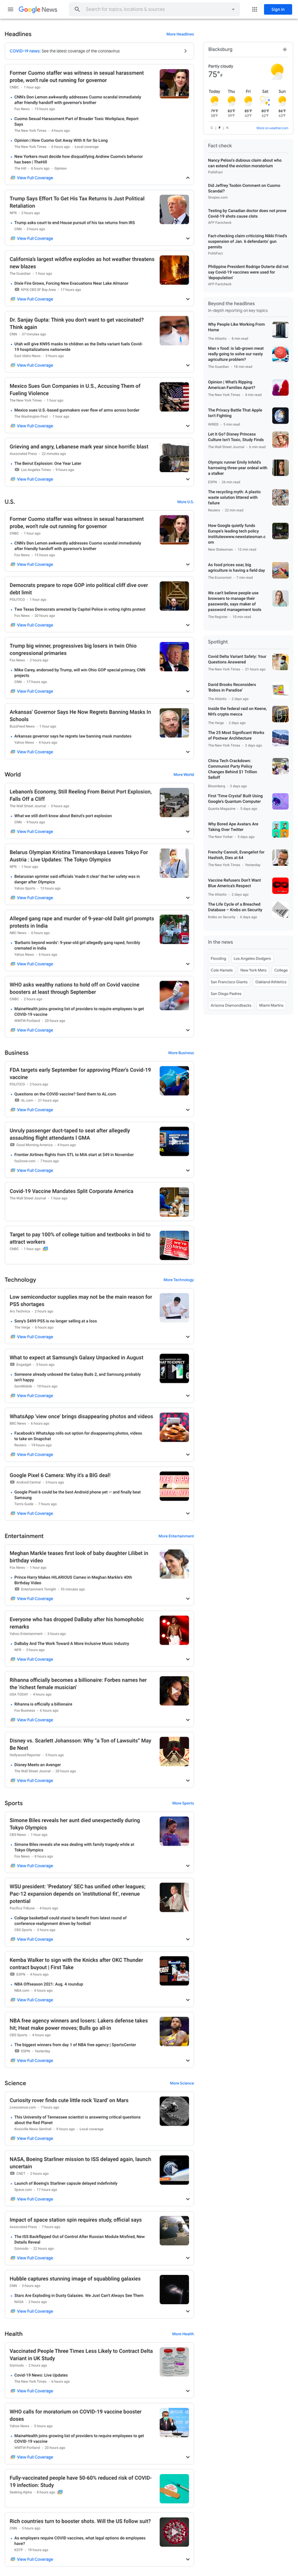 Google News
Search for topics, locations & sources
Sign in
Headlines
More Headlines
COVID-19 news: See the latest coverage of the coronavirus
Former Cuomo staffer was witness in sexual harassment
probe, won't rule out running for governor
CNBC · 1 hour ago
CNN's Don Lemon awkwardly addresses Cuomo scandal immediately
after friendly handoff with governor's brother
Fox News · 12 hours ago
Cuomo Sexual Harassment Part of Broader Toxic Workplace, Report
Says
The New York Times · 4 hours ago
Opinion | How Cuomo Got Away With It for So Long
The New York Times · 4 hours ago · Local coverage
New Yorkers must decide how disqualifying Andrew Cuomo's behavior
has been | TheHill
The Hill · 6 hours ago · Opinion
View Full Coverage
Trump Says Effort To Get His Tax Returns Is Just Political
Retaliation
NPR · 2 hours ago
Trump asks court to end House pursuit of his tax returns from IRS
CNN · 3 hours ago
View Full Coverage
California's largest wildfire explodes as hot weather threatens
new blazes
The Guardian · 1 hour ago
Dixie Fire Grows, Forcing New Evacuations Near Lake Almanor
KPIX CBS SF Bay Area · 17 hours ago
View Full Coverage
Dr. Sanjay Gupta: Think you don't want to get vaccinated?
Think again
CNN · 27 minutes ago
Utah will give KN95 masks to children as the Delta variant fuels Covid-
19 hospitalizations nationwide
East Idaho News · 3 hours ago
View Full Coverage
Mexico Sues Gun Companies in U.S., Accusing Them of
Fueling Violence
The New York Times · 1 hour ago
Mexico sues U.S.-based gunmakers over flow of arms across border
The Washington Post · 1 hour ago
View Full Coverage
Grieving and angry, Lebanese mark year since horrific blast
Associated Press · 22 minutes ago
The Beirut Explosion: One Year Later
Los Angeles Times · 9 hours ago
View Full Coverage
U.S.
More U.S.
Former Cuomo staffer was witness in sexual harassment
probe, won't rule out running for governor
CNBC · 1 hour ago
CNN's Don Lemon awkwardly addresses Cuomo scandal immediately
after friendly handoff with governor's brother
Fox News · 12 hours ago
View Full Coverage
Democrats prepare to rope GOP into political cliff dive over
debt limit
POLITICO · 1 hour ago
Two Texas Democrats arrested by Capitol Police in voting rights protest
Fox News · 20 hours ago
View Full Coverage
Trump big winner, progressives big losers in twin Ohio
congressional primaries
Fox News · 2 hours ago
Mike Carey, endorsed by Trump, will win Ohio GOP special primary, CNN
projects
CNN · 17 hours ago
View Full Coverage
Arkansas' Governor Says He Now Regrets Banning Masks In
Schools
BuzzFeed News · 1 hour ago
Arkansas governor says he regrets law banning mask mandates
Yahoo News · 4 hours ago
View Full Coverage
World
More World
Lebanon's Economy, Still Reeling From Beirut Port Explosion,
Falls Off a Cliff
The Wall Street Journal · 3 hours ago
What we still don't know about Beirut's port explosion
CNN · 4 hours ago
View Full Coverage
Belarus Olympian Kristina Timanovskaya Leaves Tokyo For
Austria : Live Updates: The Tokyo Olympics
NPR · 1 hour ago
Belarusian sprinter said officials 'made it clear' that her safety was in
danger after Olympics
Yahoo Sports · 12 hours ago
View Full Coverage
Alleged gang rape and murder of 9-year-old Dalit girl prompts
protests in India
NBC News · 6 hours ago
'Barbaric beyond words': 9-year-old girl allegedly gang raped, forcibly
cremated in India
Yahoo News · 6 hours ago
View Full Coverage
WHO asks wealthy nations to hold off on Covid vaccine
boosters at least through September
CNBC · 2 hours ago
MaineHealth joins growing list of providers to require employees to get
COVID-19 vaccine
WMTW Portland · 20 hours ago
View Full Coverage
Business
More Business
FDA targets early September for approving Pfizer's Covid-19
vaccine
POLITICO · 2 hours ago
Questions on the COVID vaccine? Send them to AL.com
AL.com · 21 hours ago
View Full Coverage
Unruly passenger duct-taped to seat after allegedly
assaulting flight attendants l GMA
Good Morning America · 4 hours ago
Frontier Airlines flights from STL to MIA start at $49 in November
fox2now.com · 7 hours ago
View Full Coverage
Covid-19 Vaccine Mandates Split Corporate America
The Wall Street Journal · 1 hour ago
Target to pay 100% of college tuition and textbooks in bid to
attract workers
CNBC · 1 hour ago
Technology
More Technology
Low semiconductor supplies may not be the main reason for
PS5 shortages
Ars Technica · 2 hours ago
Sony's $499 PS5 is no longer selling at a loss
The Verge · 6 hours ago
View Full Coverage
What to expect at Samsung's Galaxy Unpacked in August
Engadget · 3 hours ago
Someone already unboxed the Galaxy Buds 2, and Samsung probably
isn't happy
SamMobile · 10 hours ago
View Full Coverage
WhatsApp 'view once' brings disappearing photos and videos
BBC News · 6 hours ago
Facebook's WhatsApp rolls out option for disappearing photos, videos
to take on Snapchat
Reuters · 19 hours ago
View Full Coverage
Google Pixel 6 Camera: Why it's a BIG deal!
Android Central · 4 hours ago
Google Pixel 6 could be the best Android phone yet — and finally beat
Samsung
Tom's Guide · 7 hours ago
View Full Coverage
Entertainment
More Entertainment
Meghan Markle teases first look of baby daughter Lilibet in
birthday video
Fox News · 1 hour ago
Prince Harry Makes HILARIOUS Cameo in Meghan Markle's 40th
Birthday Video
Entertainment Tonight · 55 minutes ago
View Full Coverage
Everyone who has dropped DaBaby after his homophobic
remarks
Yahoo Entertainment · 3 hours ago
DaBaby And The Work Toward A More Inclusive Music Industry
NPR · 3 hours ago
View Full Coverage
Rihanna officially becomes a billionaire: Forbes names her
the 'richest female musician'
USA TODAY · 4 hours ago
Rihanna is officially a billionaire
Fox Business · 6 hours ago
View Full Coverage
Disney vs. Scarlett Johansson: Why "a Ton of Lawsuits" May
Be Next
Hollywood Reporter · 5 hours ago
Disney Meets an Avenger
The Wall Street Journal · 20 hours ago
View Full Coverage
Sports
More Sports
Simone Biles reveals her aunt died unexpectedly during
Tokyo Olympics
CBS News · 1 hour ago
Simone Biles reveals she was dealing with family tragedy while at
Tokyo Olympics
Fox News · 8 hours ago
View Full Coverage
WSU president: 'Predatory' SEC has unified other leagues;
Pac-12 expansion depends on 'institutional fit', revenue
potential
Pacifica Tribune · 4 hours ago
College basketball could stand to benefit from latest round of
conference realignment driven by football
CBS Sports · 3 hours ago
View Full Coverage
Kemba Walker to sign with the Knicks after OKC Thunder
contract buyout | First Take
ESPN · 4 hours ago
NBA Offseason 2021: Aug. 4 roundup
NBA.com · 4 hours ago
View Full Coverage
NBA free agency winners and losers: Lakers defense takes
hit; Heat make power moves; Bulls go all-in
CBS Sports · 4 hours ago
The biggest winners from day 1 of NBA free agency | SportsCenter
ESPN · Yesterday
View Full Coverage
Science
More Science
Curiosity rover finds cute little rock 'lizard' on Mars
Livescience.com · 7 hours ago
This University of Tennessee scientist is answering critical questions
about the Red Planet
Knoxville News Sentinel · 9 hours ago · Local coverage
View Full Coverage
NASA, Boeing Starliner mission to ISS delayed again, launch
uncertain
CNET · 2 hours ago
Launch of Boeing's Starliner capsule delayed indefinitely
Space.com · 17 hours ago
View Full Coverage
Impact of space station spin requires study, official says
Associated Press · 7 hours ago
The ISS Backflipped Out of Control After Russian Module Misfired, New
Details Reveal
Gizmodo · 22 hours ago
View Full Coverage
Hubble captures stunning image of squabbling galaxies
CNN · 3 hours ago
Stars Are Exploding in Dusty Galaxies. We Just Can't Always See Them
NASA · 2 hours ago
View Full Coverage
Health
More Health
Vaccinated People Three Times Less Likely to Contract Delta
Variant in UK Study
Gizmodo · 2 hours ago
Covid-19 News: Live Updates
The New York Times · 6 hours ago
View Full Coverage
WHO calls for moratorium on COVID-19 vaccine booster
doses
Yahoo News · 3 hours ago
MaineHealth joins growing list of providers to require employees to get
COVID-19 vaccine
WMTW Portland · 20 hours ago
View Full Coverage
Fully-vaccinated people have 50-60% reduced risk of COVID-
19 infection: Study
Seeking Alpha · 8 hours ago
Rich countries turn to booster shots. Will the US follow suit?
CNN · 5 hours ago
As employers require COVID vaccines, what legal options do employees
have?
KSTP · 19 hours ago
View Full Coverage
Blacksburg
Partly cloudy
75°F
Today Thu Fri Sat Sun
C | F | K
More on weather.com
Fact check
Nancy Pelosi's dubious claim about who
can extend the eviction moratorium
PolitiFact
Did Jeffrey Toobin Comment on Cuomo
Scandal?
Snopes.com
Testing by Canadian doctor does not prove
Covid-19 shots cause clots
AFP Factcheck
Fact-checking claim criticizing Nikki Fried's
suspension of Jan. 6 defendants' gun
permits
PolitiFact
Philippine President Rodrigo Duterte did not
say Covid-19 vaccines were used for
'depopulation'
AFP Factcheck
Beyond the headlines
In-depth reporting on key topics
Why People Like Working From
Home
The Atlantic · 8 min read
Man v food: is lab-grown meat
really going to solve our nasty
agriculture problem?
The Guardian · 19 min read
Opinion | What's Ripping
American Families Apart?
The New York Times · 4 min read
The Privacy Battle That Apple
Isn't Fighting
WIRED · 5 min read
Let It Go? Disney Princess
Culture Isn't Toxic, Study Finds
The Wall Street Journal · 6 min read
Olympic runner Emily Infeld's
harrowing three-year ordeal with
a stalker
ESPN · 25 min read
The recycling myth: A plastic
waste solution littered with
failure
Reuters · 22 min read
How Google quietly funds
Europe's leading tech policy
institutes
New Statesman · 12 min read
As food prices soar, big
agriculture is having a field day
The Economist · 1 min read
We can't believe people use
browsers to manage their
passwords, says maker of
password management tools
The Register · 10 min read
Spotlight
Covid Delta Variant Safety: Your
Questions Answered
The New York Times · 21 hours ago
David Brooks Reconsiders
'Bobos in Paradise'
The Atlantic · 2 days ago
Inside the failed raid on Keene,
NH's crypto mecca
The Verge · 2 days ago
The 25 Most Significant Works
of Postwar Architecture
The New York Times · 2 days ago
China Tech Crackdown:
Communist Party Policy
Changes Behind $1 Trillion
Selloff
Bloomberg · 5 days ago
First 'Time Crystal' Built Using
Google's Quantum Computer
Quanta Magazine · 5 days ago
Why Bored Ape Avatars Are
Taking Over Twitter
The New Yorker · 5 days ago
Frenchy Cannoli, Evangelist for
Hashish, Dies at 64
The New York Times · Yesterday
Vaccine Refusers Don't Want
Blue America's Respect
The Atlantic · 2 days ago
The Life Cycle of a Breached
Database – Krebs on Security
Krebs on Security · 6 days ago
In the news
Flooding
Los Angeles Dodgers
Cole Hamels
New York Mets
College
San Francisco Giants
Oakland Athletics
San Diego Padres
Arizona Diamondbacks
Miami Marlins